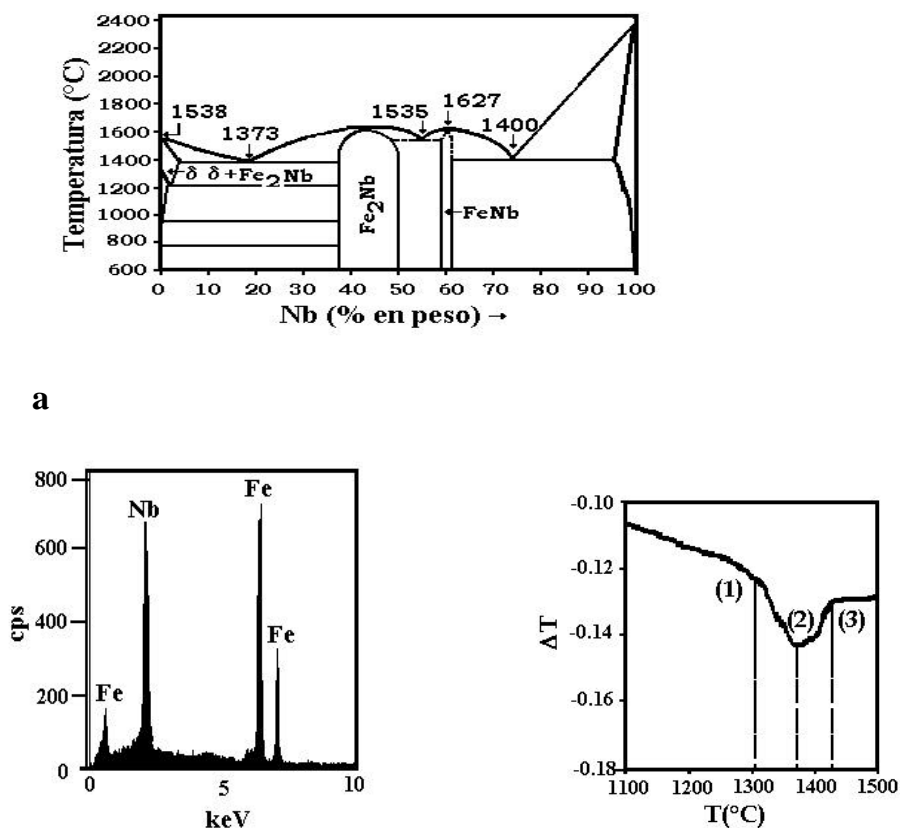 2400
2200
2000
1800
1600
1400
1200
1000
800
600
Temperatura (°C)
1538
1373
1535
1627
1400
δ δ+Fe₂Nb
Fe₂Nb
FeNb
0 10 20 30 40 50 60 70 80 90 100
Nb (% en peso) →
a
800
600
400
200
0
cps
Fe
Nb
Fe
Fe
0 5 10
keV
-0.10
-0.12
-0.14
-0.16
-0.18
ΔT
(1)
(2)
(3)
1100 1200 1300 1400 1500
T(°C)